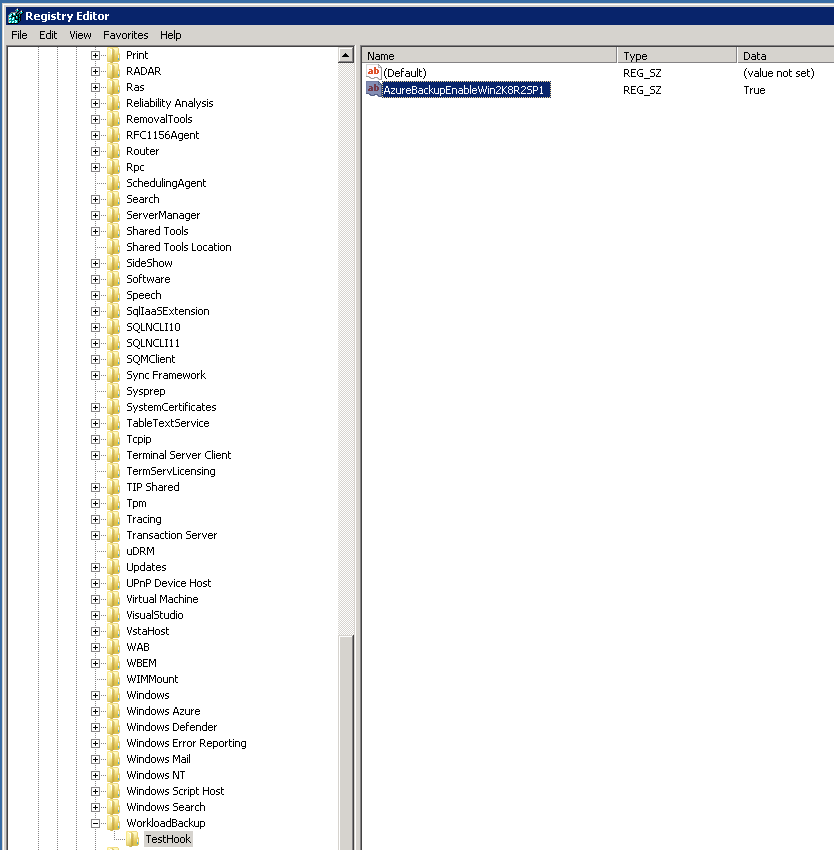 Registry Editor
File Edit View Favorites Help
Print
RADAR
Ras
Reliability Analysis
RemovalTools
RFC1156Agent
Router
Rpc
SchedulingAgent
Search
ServerManager
Shared Tools
Shared Tools Location
SideShow
Software
Speech
SqlIaaSExtension
SQLNCLI10
SQLNCLI11
SQMClient
Sync Framework
Sysprep
SystemCertificates
TableTextService
Tcpip
Terminal Server Client
TermServLicensing
TIP Shared
Tpm
Tracing
Transaction Server
uDRM
Updates
UPnP Device Host
Virtual Machine
VisualStudio
VstaHost
WAB
WBEM
WIMMount
Windows
Windows Azure
Windows Defender
Windows Error Reporting
Windows Mail
Windows NT
Windows Script Host
Windows Search
WorkloadBackup
TestHook
Name Type Data
ab (Default) REG_SZ (value not set)
ab AzureBackupEnableWin2K8R2SP1 REG_SZ True